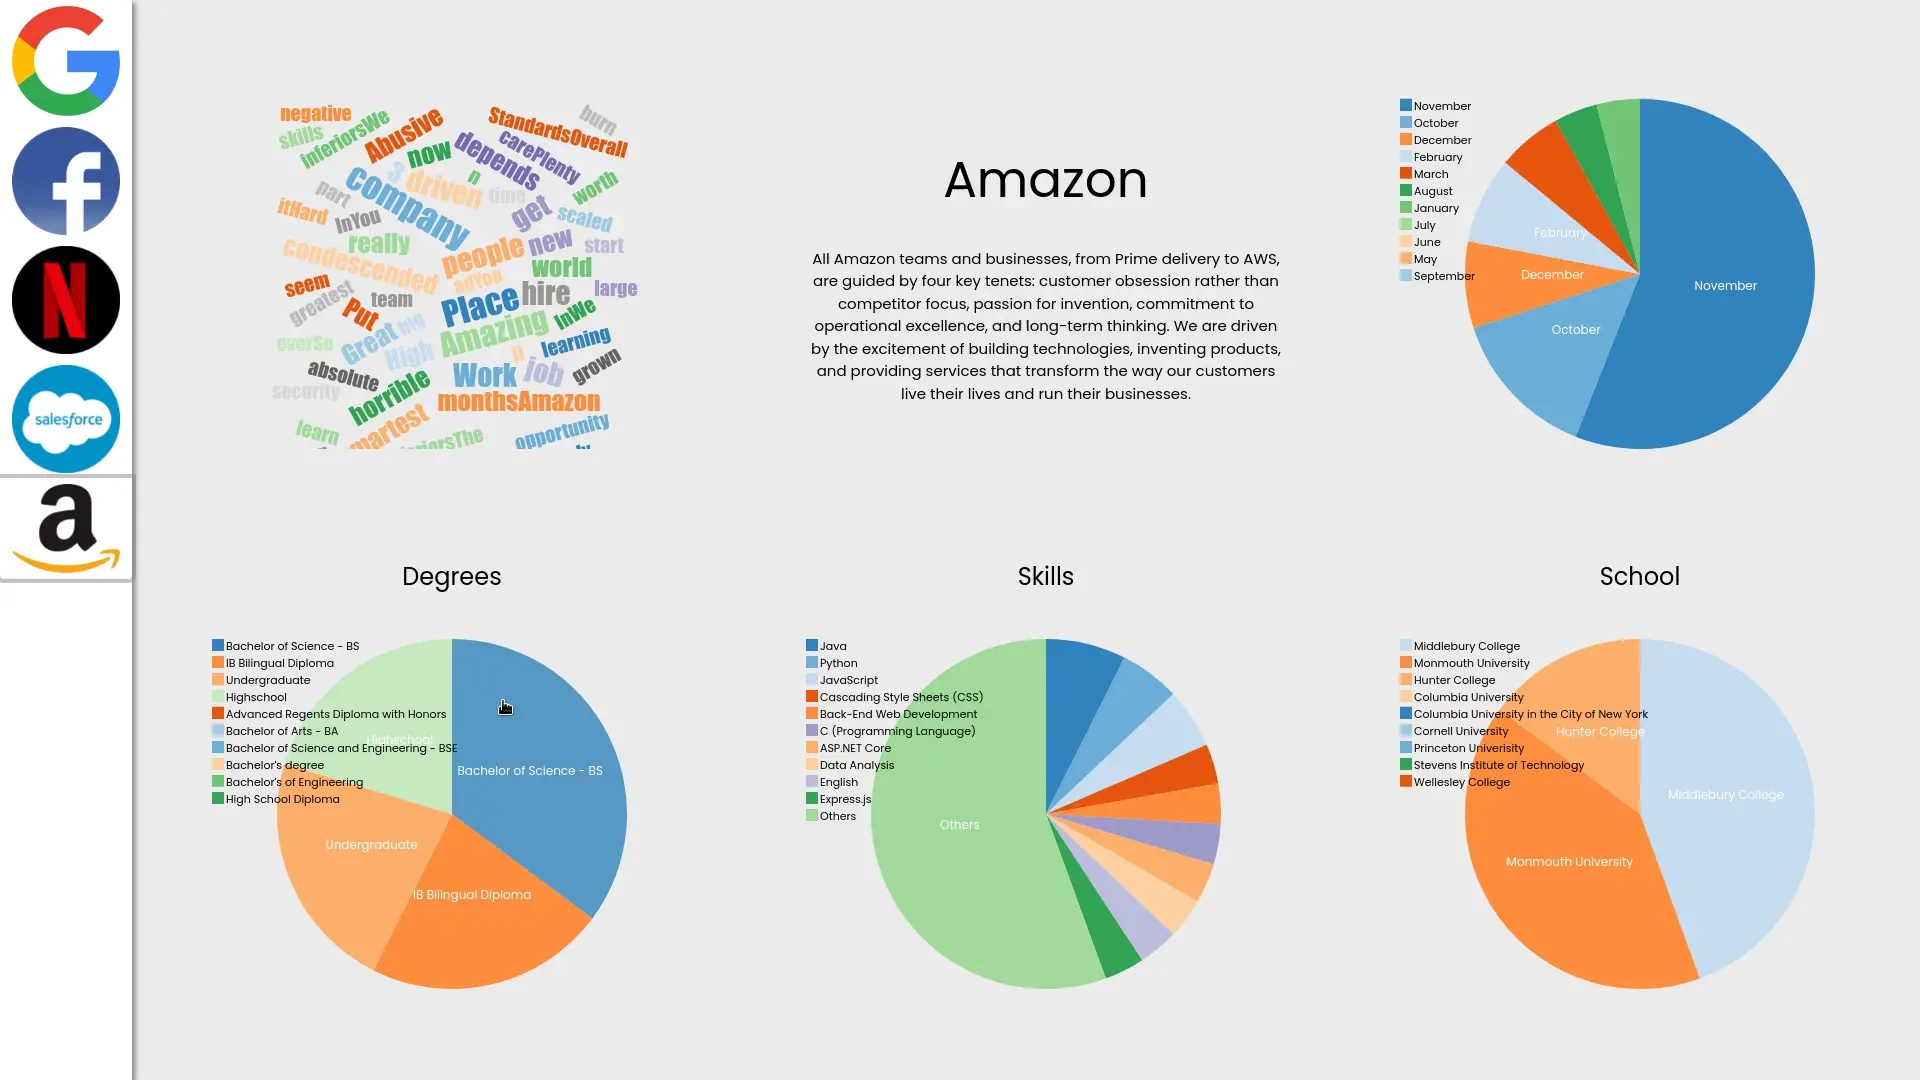 salesforce
negative
skills
inferiorsWe
Abusive
now
StandardsOverall
burn
carePlenty
depends
3
driven
n
time
worth
company
part
itHard
InYou
really
get
scaled
condescended
people
new
start
adYou
world
seem
greatest
team
Place
hire
large
Put
Great
big
Amazing
InWe
everSo
High
n
learning
absolute
Work
job
grown
security
horrible
monthsAmazon
learn
opportunity
Amazon
All Amazon teams and businesses, from Prime delivery to AWS,
are guided by four key tenets: customer obsession rather than
competitor focus, passion for invention, commitment to
operational excellence, and long-term thinking. We are driven
by the excitement of building technologies, inventing products,
and providing services that transform the way our customers
live their lives and run their businesses.
November
October
December
February
March
August
January
July
June
May
September
February
December
October
November
Degrees
Bachelor of Science - BS
IB Bilingual Diploma
Undergraduate
Highschool
Advanced Regents Diploma with Honors
Bachelor of Arts - BA
Bachelor of Science and Engineering - BSE
Bachelor's degree
Bachelor's of Engineering
High School Diploma
Highschool
Bachelor of Science - BS
Undergraduate
IB Bilingual Diploma
Skills
Java
Python
JavaScript
Cascading Style Sheets (CSS)
Back-End Web Development
C (Programming Language)
ASP.NET Core
Data Analysis
English
Express.js
Others
Others
School
Middlebury College
Monmouth University
Hunter College
Columbia University
Columbia University in the City of New York
Cornell University
Princeton Univerisity
Stevens Institute of Technology
Wellesley College
Hunter College
Middlebury College
Monmouth University